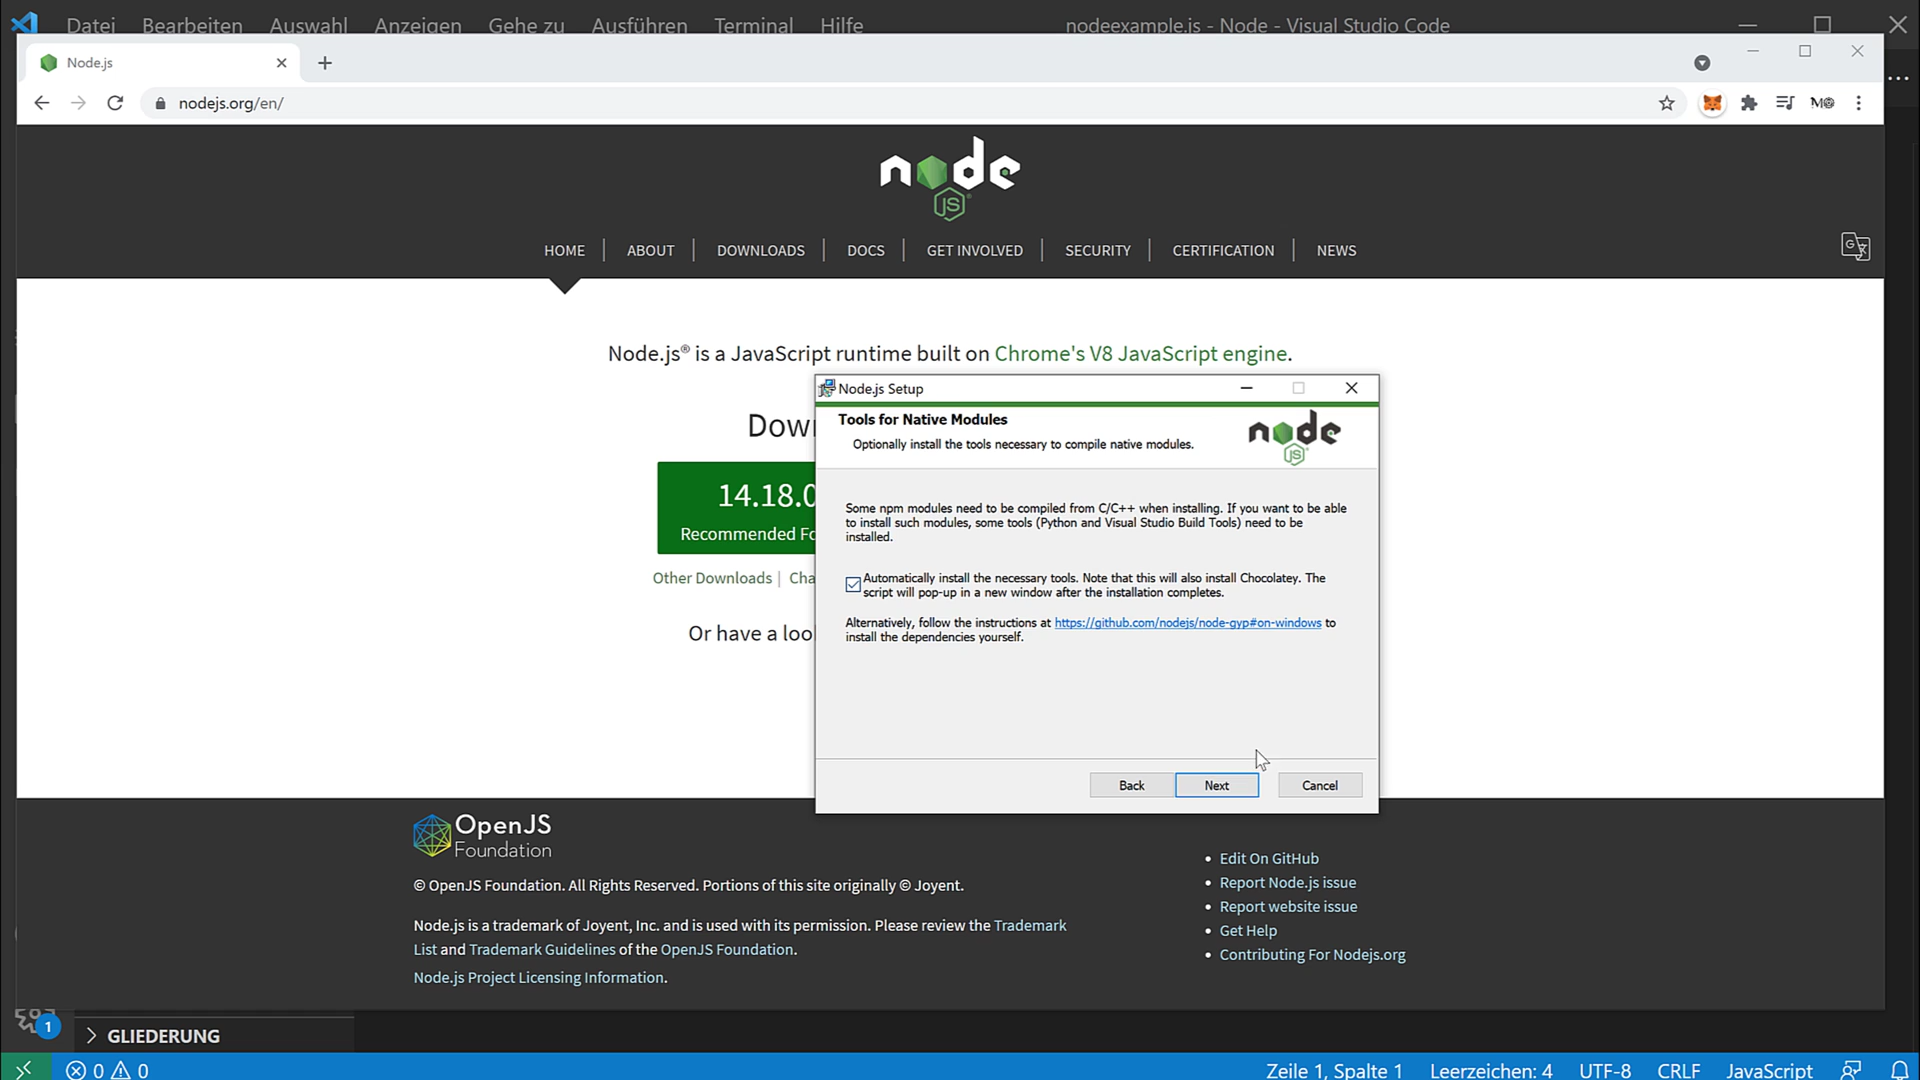 Datei Bearbeiten Auswahl Anzeigen Gehe zu Ausführen Terminal Hilfe nodeexample.js - Node - Visual Studio Code
Node.js
nodejs.org/en/
node
JS
HOME ABOUT DOWNLOADS DOCS GET INVOLVED SECURITY CERTIFICATION NEWS
Node.js® is a JavaScript runtime built on Chrome's V8 JavaScript engine.
Dow
14.18.0
Recommended Fo
Other Downloads | Cha
Or have a loo
Node.js Setup
Tools for Native Modules
Optionally install the tools necessary to compile native modules.
node
JS
Some npm modules need to be compiled from C/C++ when installing. If you want to be able
to install such modules, some tools (Python and Visual Studio Build Tools) need to be
installed.
Automatically install the necessary tools. Note that this will also install Chocolatey. The
script will pop-up in a new window after the installation completes.
Alternatively, follow the instructions at https://github.com/nodejs/node-gyp#on-windows to
install the dependencies yourself.
Back Next Cancel
OpenJS
Foundation
© OpenJS Foundation. All Rights Reserved. Portions of this site originally © Joyent.
Node.js is a trademark of Joyent, Inc. and is used with its permission. Please review the Trademark
List and Trademark Guidelines of the OpenJS Foundation.
Node.js Project Licensing Information.
Edit On GitHub
Report Node.js issue
Report website issue
Get Help
Contributing For Nodejs.org
1
GLIEDERUNG
0 0 Zeile 1, Spalte 1 Leerzeichen: 4 UTF-8 CRLF JavaScript